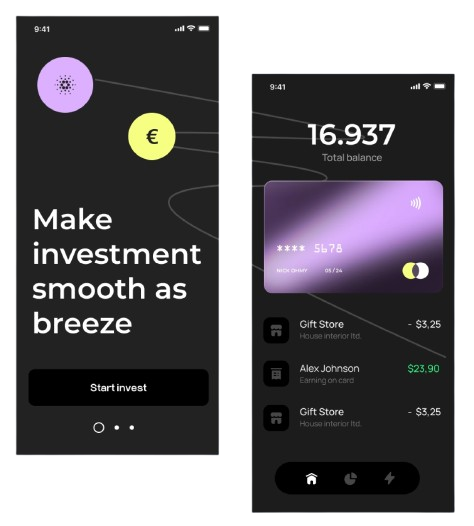 9:41
€
Make
investment
smooth as
breeze
Start invest
9:41
16.937
Total balance
**** 5678
NICK OHMY 05 / 24
Gift Store - $3,25
House interior ltd.
Alex Johnson $23,90
Earning on card
Gift Store - $3,25
House interior ltd.